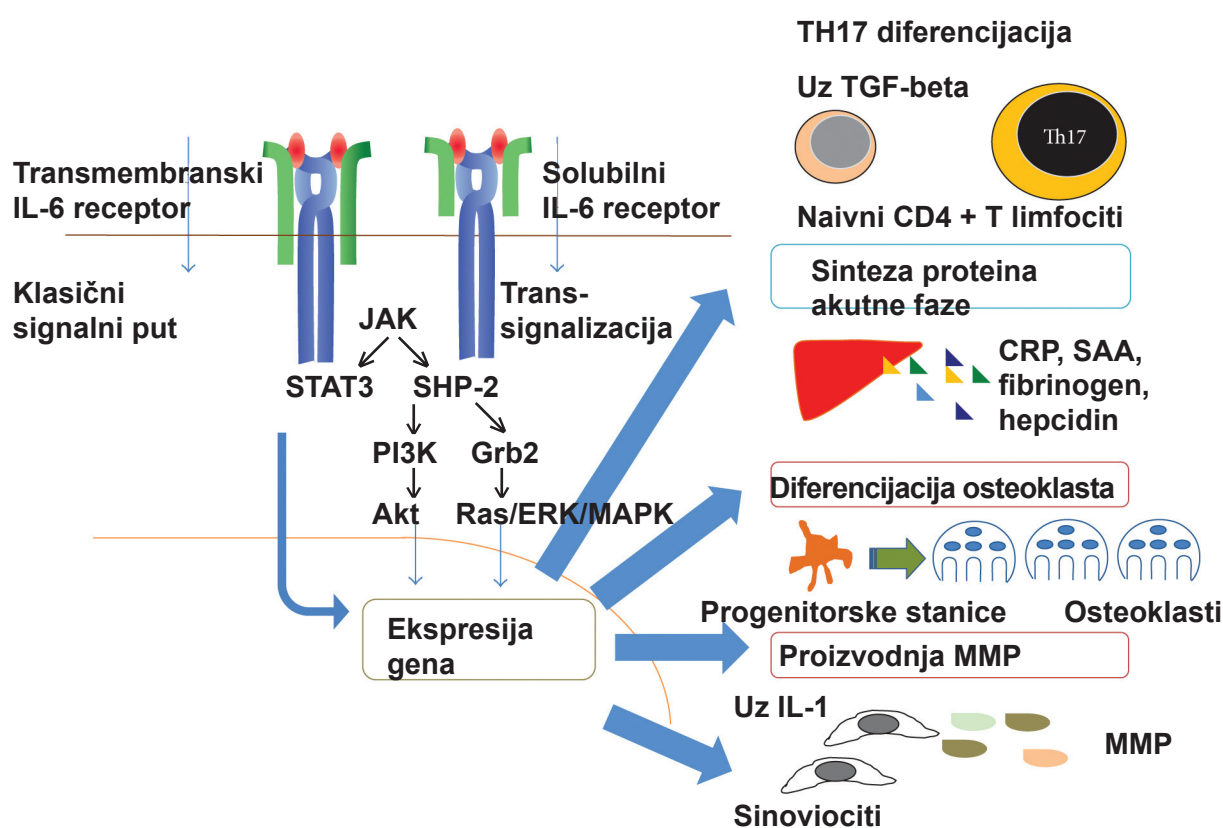 TH17 diferencijacija
Uz TGF-beta
Th17
Naivni CD4 + T limfociti
Transmembranski
IL-6 receptor
Solubilni
IL-6 receptor
Klasični
signalni put
Trans-
signalizacija
JAK
STAT3
SHP-2
PI3K
Grb2
Akt
Ras/ERK/MAPK
Ekspresija
gena
Sinteza proteina
akutne faze
CRP, SAA,
fibrinogen,
hepcidin
Diferencijacija osteoklasta
Progenitorske stanice
Osteoklasti
Proizvodnja MMP
Uz IL-1
MMP
Sinoviociti